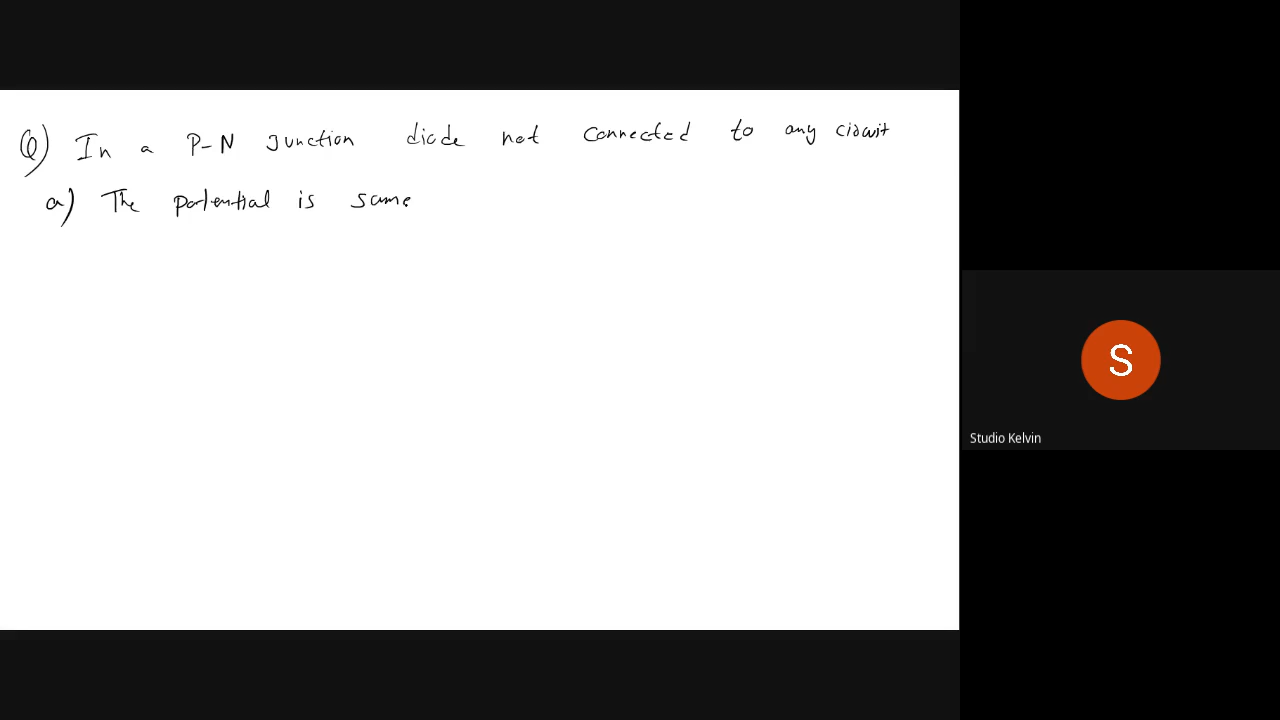 Q) In a P-N Junction diode not connected to any circuit
a) The potential is same
S
Studio Kelvin